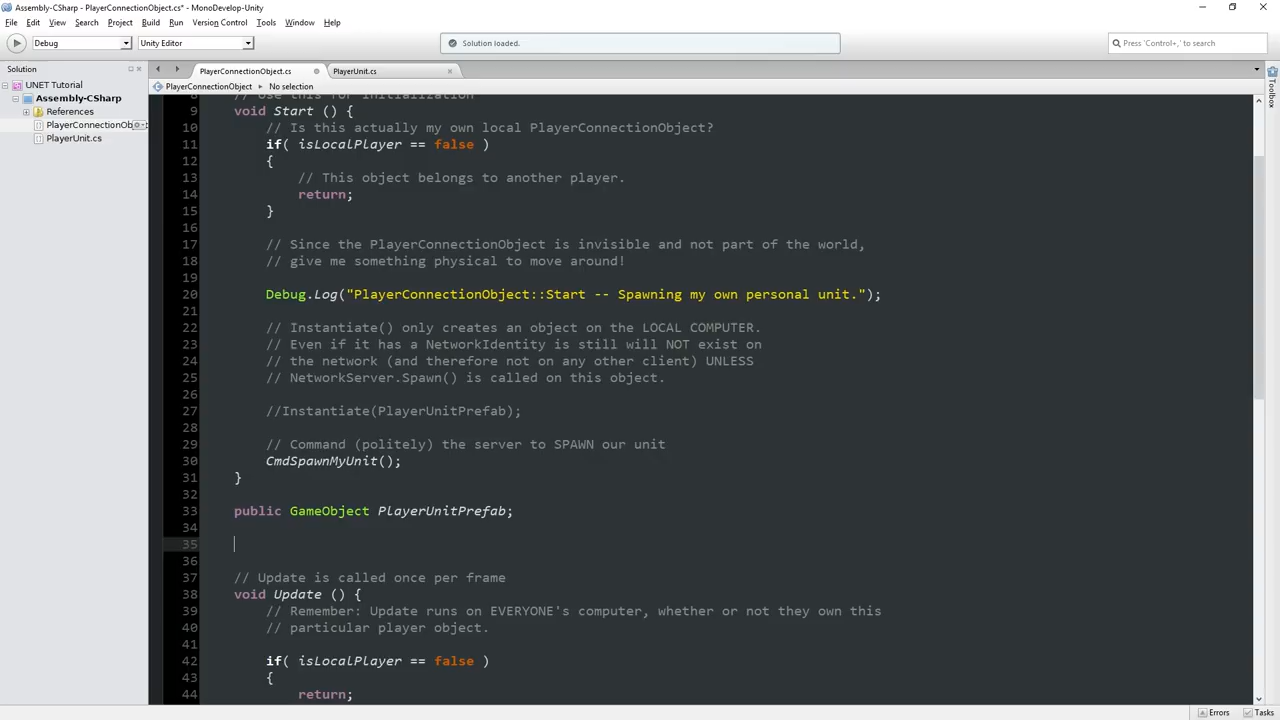 Assembly-CSharp - PlayerConnectionObject.cs* - MonoDevelop-Unity
File Edit View Search Project Build Run Version Control Tools Window Help
Debug Unity Editor Solution loaded. Press 'Control+,' to search
Solution PlayerConnectionObject.cs PlayerUnit.cs
UNET Tutorial PlayerConnectionObject No selection
Assembly-CSharp
References
PlayerConnectionOb
PlayerUnit.cs
Toolbox
8 // Use this for initialization
9 void Start () {
10 // Is this actually my own local PlayerConnectionObject?
11 if( isLocalPlayer == false )
12 {
13 // This object belongs to another player.
14 return;
15 }
16
17 // Since the PlayerConnectionObject is invisible and not part of the world,
18 // give me something physical to move around!
19
20 Debug.Log("PlayerConnectionObject::Start -- Spawning my own personal unit.");
21
22 // Instantiate() only creates an object on the LOCAL COMPUTER.
23 // Even if it has a NetworkIdentity is still will NOT exist on
24 // the network (and therefore not on any other client) UNLESS
25 // NetworkServer.Spawn() is called on this object.
26
27 //Instantiate(PlayerUnitPrefab);
28
29 // Command (politely) the server to SPAWN our unit
30 CmdSpawnMyUnit();
31 }
32
33 public GameObject PlayerUnitPrefab;
34
35
36
37 // Update is called once per frame
38 void Update () {
39 // Remember: Update runs on EVERYONE's computer, whether or not they own this
40 // particular player object.
41
42 if( isLocalPlayer == false )
43 {
44 return;
Errors Tasks